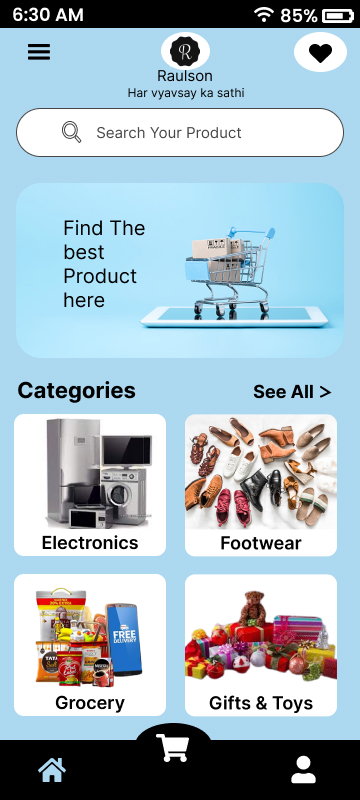 6:30 AM 85%
R
Raulson
Har vyavsay ka sathi
Search Your Product
Find The
best
Product
here
Categories
See All >
Electronics
Footwear
FREE
DELIVERY
Grocery
Gifts & Toys